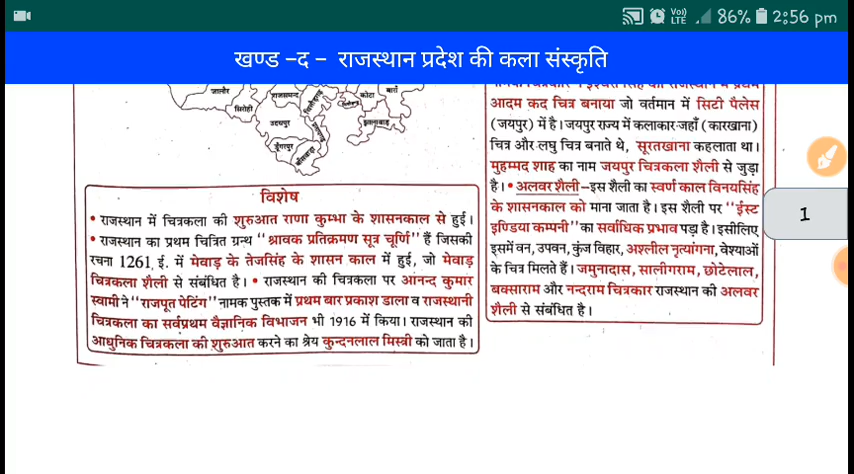 Vo)) LTE 86% 2:56 pm
खण्ड –द – राजस्थान प्रदेश की कला संस्कृति
जालौर
सिरोही
राजसमन्द
उदयपुर
डूंगरपुर
बाँसवाड़ा
कोटा
बारां
झालावाड़
विशेष
• राजस्थान में चित्रकला की शुरुआत राणा कुम्भा के शासनकाल से हुई।
• राजस्थान का प्रथम चित्रित ग्रन्थ “श्रावक प्रतिक्रमण सूत्र चूर्णि” हैं जिसकी
रचना 1261 ई. में मेवाड़ के तेजसिंह के शासन काल में हुई, जो मेवाड़
चित्रकला शैली से संबंधित है। • राजस्थान की चित्रकला पर आनन्द कुमार
स्वामी ने “राजपूत पेटिंग” नामक पुस्तक में प्रथम बार प्रकाश डाला व राजस्थानी
चित्रकला का सर्वप्रथम वैज्ञानिक विभाजन भी 1916 में किया। राजस्थान की
आधुनिक चित्रकला की शुरुआत करने का श्रेय कुन्दनलाल मिस्त्री को जाता है।
आदम कद चित्र बनाया जो वर्तमान में सिटी पैलेस
(जयपुर) में है। जयपुर राज्य में कलाकार-जहाँ (कारखाना)
चित्र और लघु चित्र बनाते थे, सूरतखाना कहलाता था।
मुहम्मद शाह का नाम जयपुर चित्रकला शैली से जुड़ा
है। • अलवर शैली–इस शैली का स्वर्ण काल विनयसिंह
के शासनकाल को माना जाता है। इस शैली पर “ईस्ट
इण्डिया कम्पनी” का सर्वाधिक प्रभाव पड़ा है। इसीलिए
इसमें वन, उपवन, कुंज विहार, अश्लील नृत्यांगना, वेश्याओं
के चित्र मिलते हैं। जमुनादास, सालीगराम, छोटेलाल,
बक्साराम और नन्दराम चित्रकार राजस्थान की अलवर
शैली से संबंधित है।
1